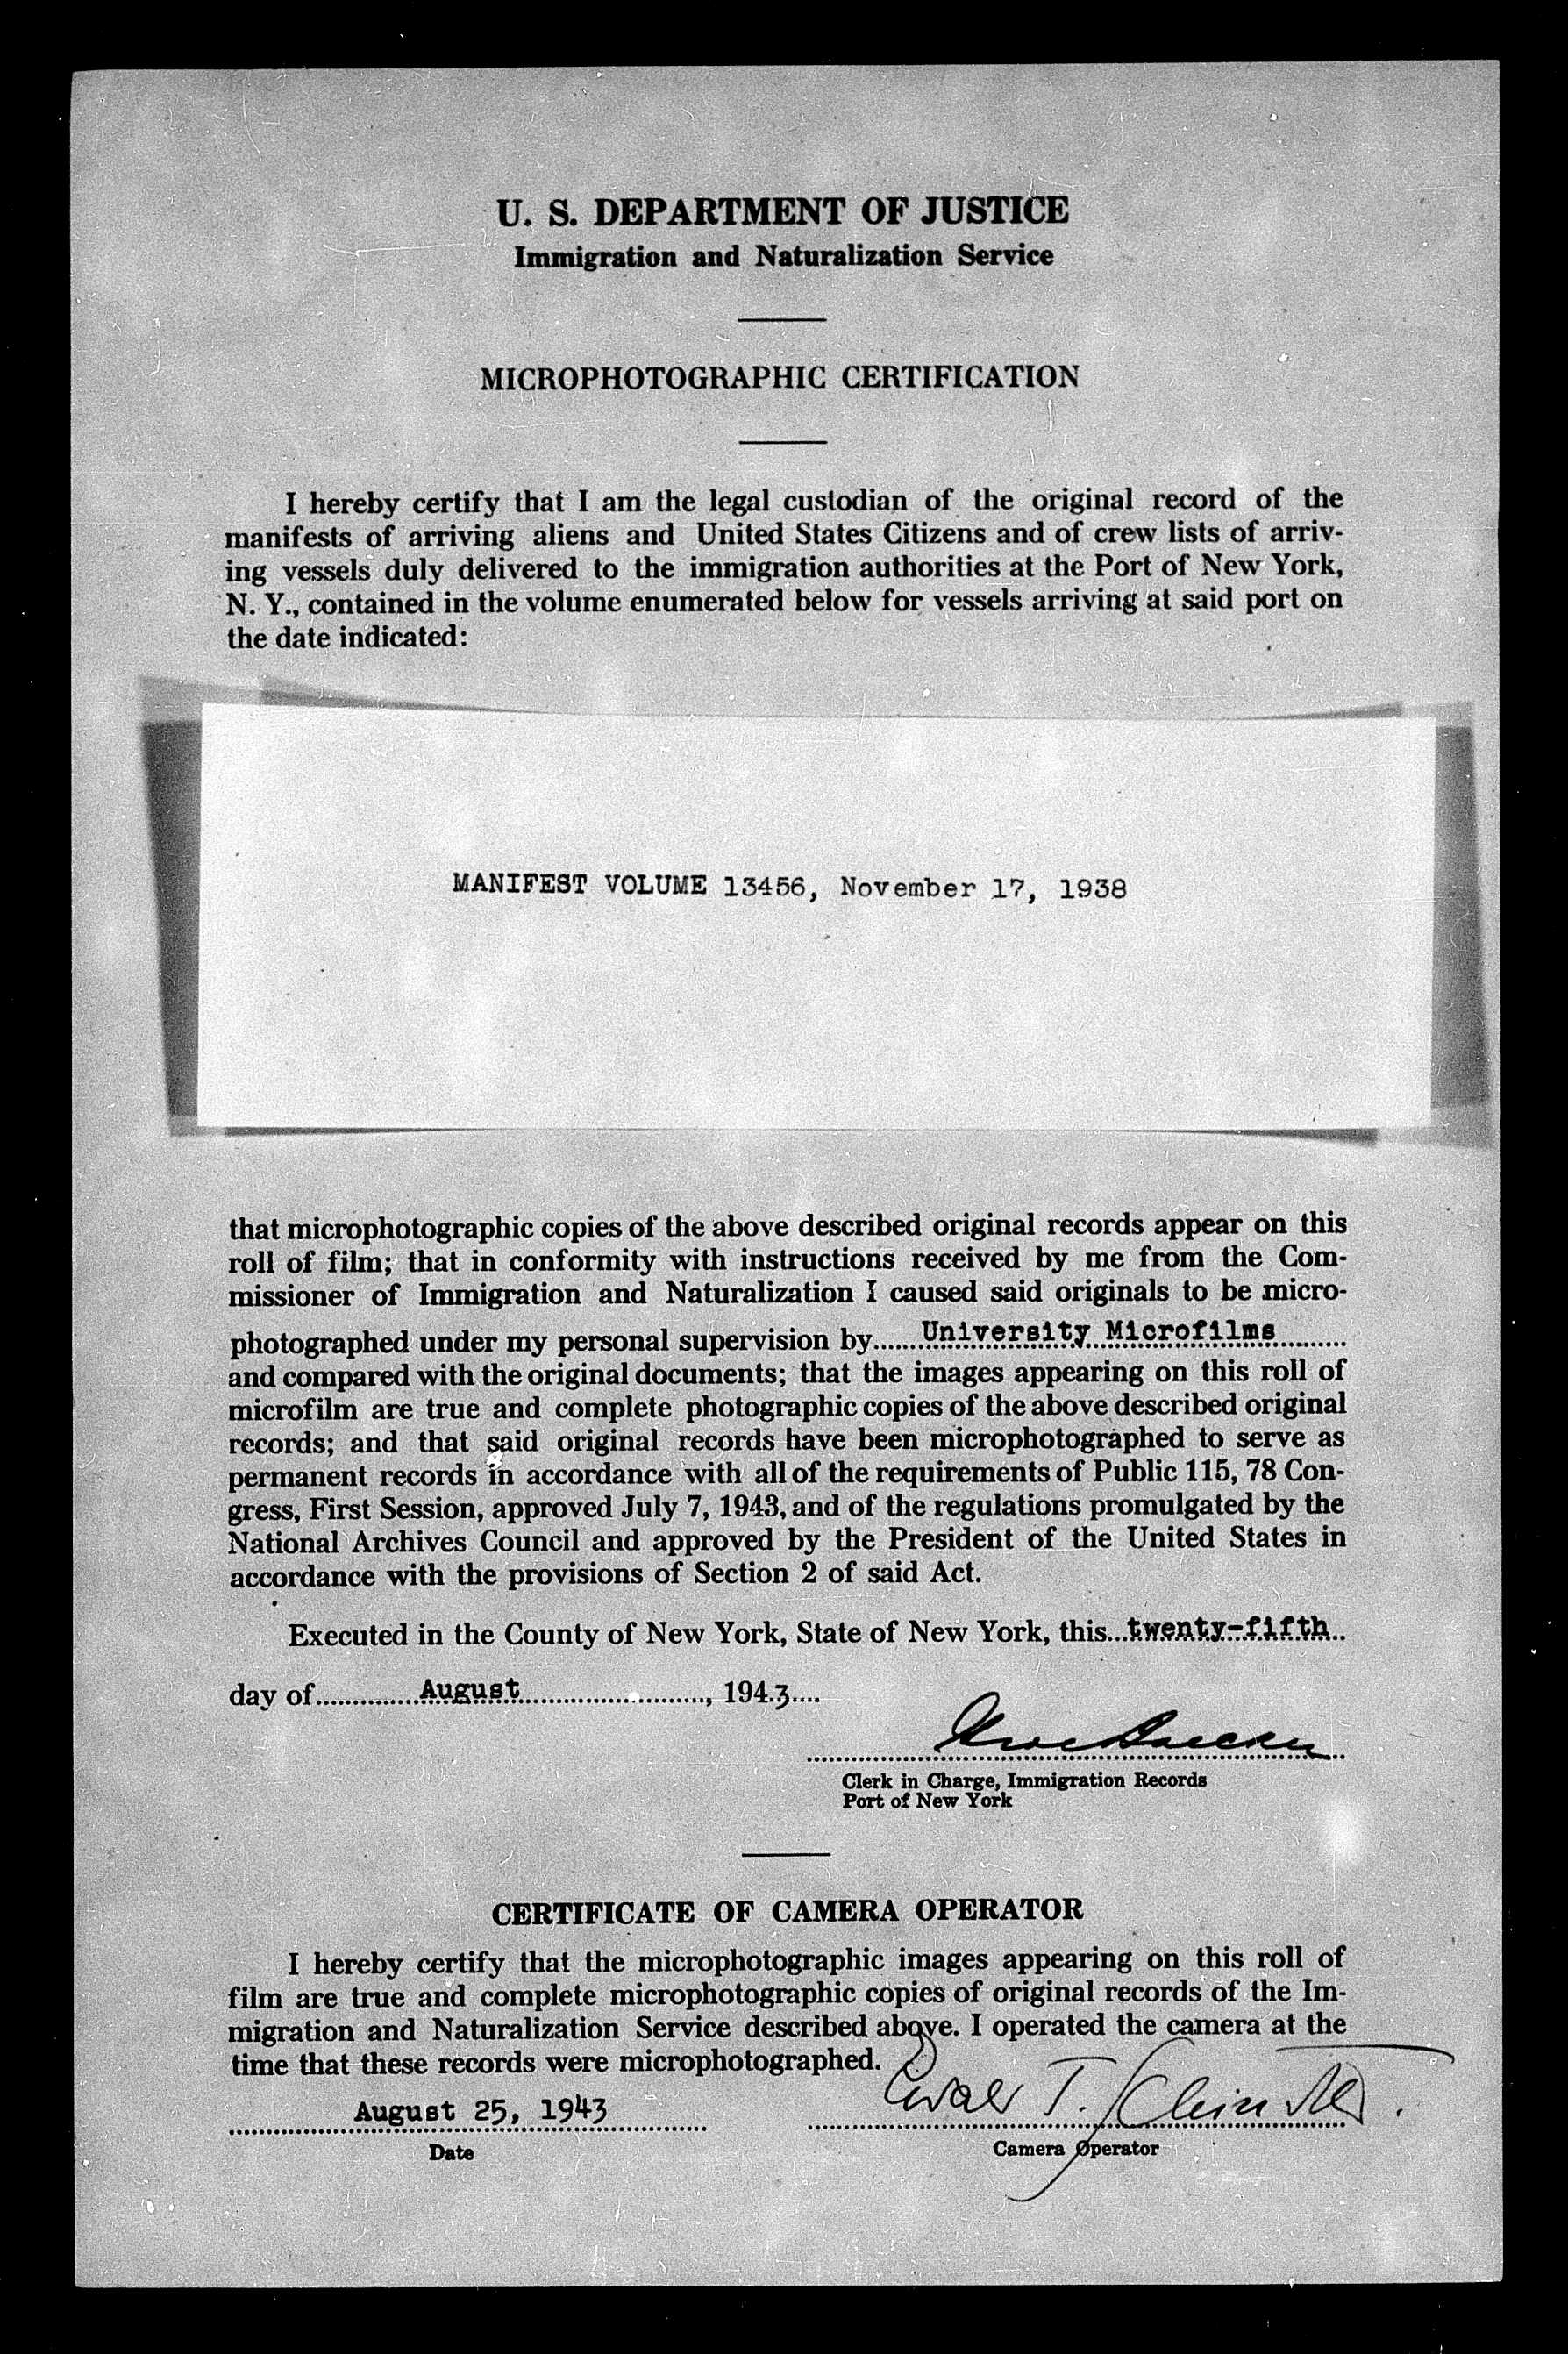 U. S. DEPARTMENT OF JUSTICE
Immigration and Naturalization Service
MICROPHOTOGRAPHIC CERTIFICATION
I hereby certify that I am the legal custodian of the original record of the
manifests of arriving aliens and United States Citizens and of crew lists of arriv-
ing vessels duly delivered to the immigration authorities at the Port of New York,
N. Y., contained in the volume enumerated below for vessels arriving at said port on
the date indicated:
MANIFEST VOLUME 13456, November 17, 1938
that microphotographic copies of the above described original records appear on this
roll of film; that in conformity with instructions received by me from the Com-
missioner of Immigration and Naturalization I caused said originals to be micro-
photographed under my personal supervision by University Microfilms
and compared with the original documents; that the images appearing on this roll of
microfilm are true and complete photographic copies of the above described original
records; and that said original records have been microphotographed to serve as
permanent records in accordance with all of the requirements of Public 115, 78 Con-
gress, First Session, approved July 7, 1943, and of the regulations promulgated by the
National Archives Council and approved by the President of the United States in
accordance with the provisions of Section 2 of said Act.
Executed in the County of New York, State of New York, this twenty-fifth
day of August, 1943
Clerk in Charge, Immigration Records
Port of New York
CERTIFICATE OF CAMERA OPERATOR
I hereby certify that the microphotographic images appearing on this roll of
film are true and complete microphotographic copies of original records of the Im-
migration and Naturalization Service described above. I operated the camera at the
time that these records were microphotographed.
August 25, 1943
T.
Date
Camera Operator